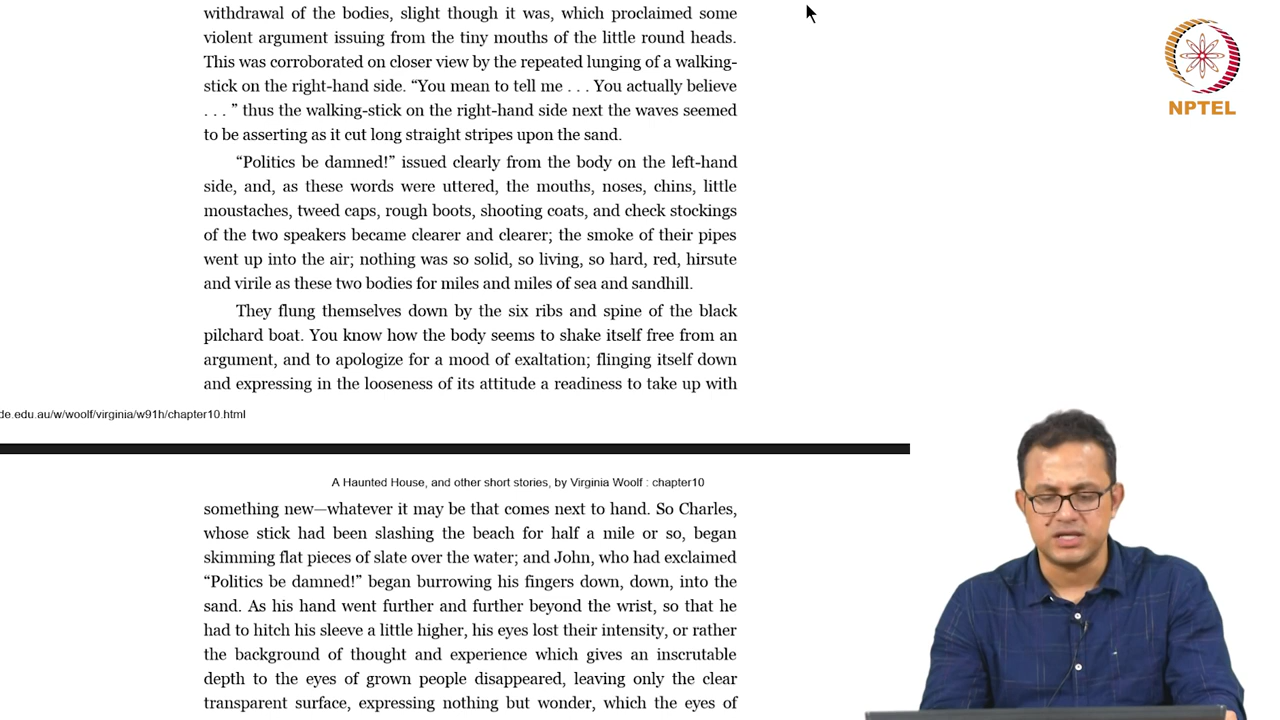 withdrawal of the bodies, slight though it was, which proclaimed some
violent argument issuing from the tiny mouths of the little round heads.
This was corroborated on closer view by the repeated lunging of a walking-
stick on the right-hand side. “You mean to tell me . . . You actually believe
. . . ” thus the walking-stick on the right-hand side next the waves seemed
to be asserting as it cut long straight stripes upon the sand.
“Politics be damned!” issued clearly from the body on the left-hand
side, and, as these words were uttered, the mouths, noses, chins, little
moustaches, tweed caps, rough boots, shooting coats, and check stockings
of the two speakers became clearer and clearer; the smoke of their pipes
went up into the air; nothing was so solid, so living, so hard, red, hirsute
and virile as these two bodies for miles and miles of sea and sandhill.
They flung themselves down by the six ribs and spine of the black
pilchard boat. You know how the body seems to shake itself free from an
argument, and to apologize for a mood of exaltation; flinging itself down
and expressing in the looseness of its attitude a readiness to take up with
de.edu.au/w/woolf/virginia/w91h/chapter10.html
A Haunted House, and other short stories, by Virginia Woolf : chapter10
something new—whatever it may be that comes next to hand. So Charles,
whose stick had been slashing the beach for half a mile or so, began
skimming flat pieces of slate over the water; and John, who had exclaimed
“Politics be damned!” began burrowing his fingers down, down, into the
sand. As his hand went further and further beyond the wrist, so that he
had to hitch his sleeve a little higher, his eyes lost their intensity, or rather
the background of thought and experience which gives an inscrutable
depth to the eyes of grown people disappeared, leaving only the clear
transparent surface, expressing nothing but wonder, which the eyes of
NPTEL